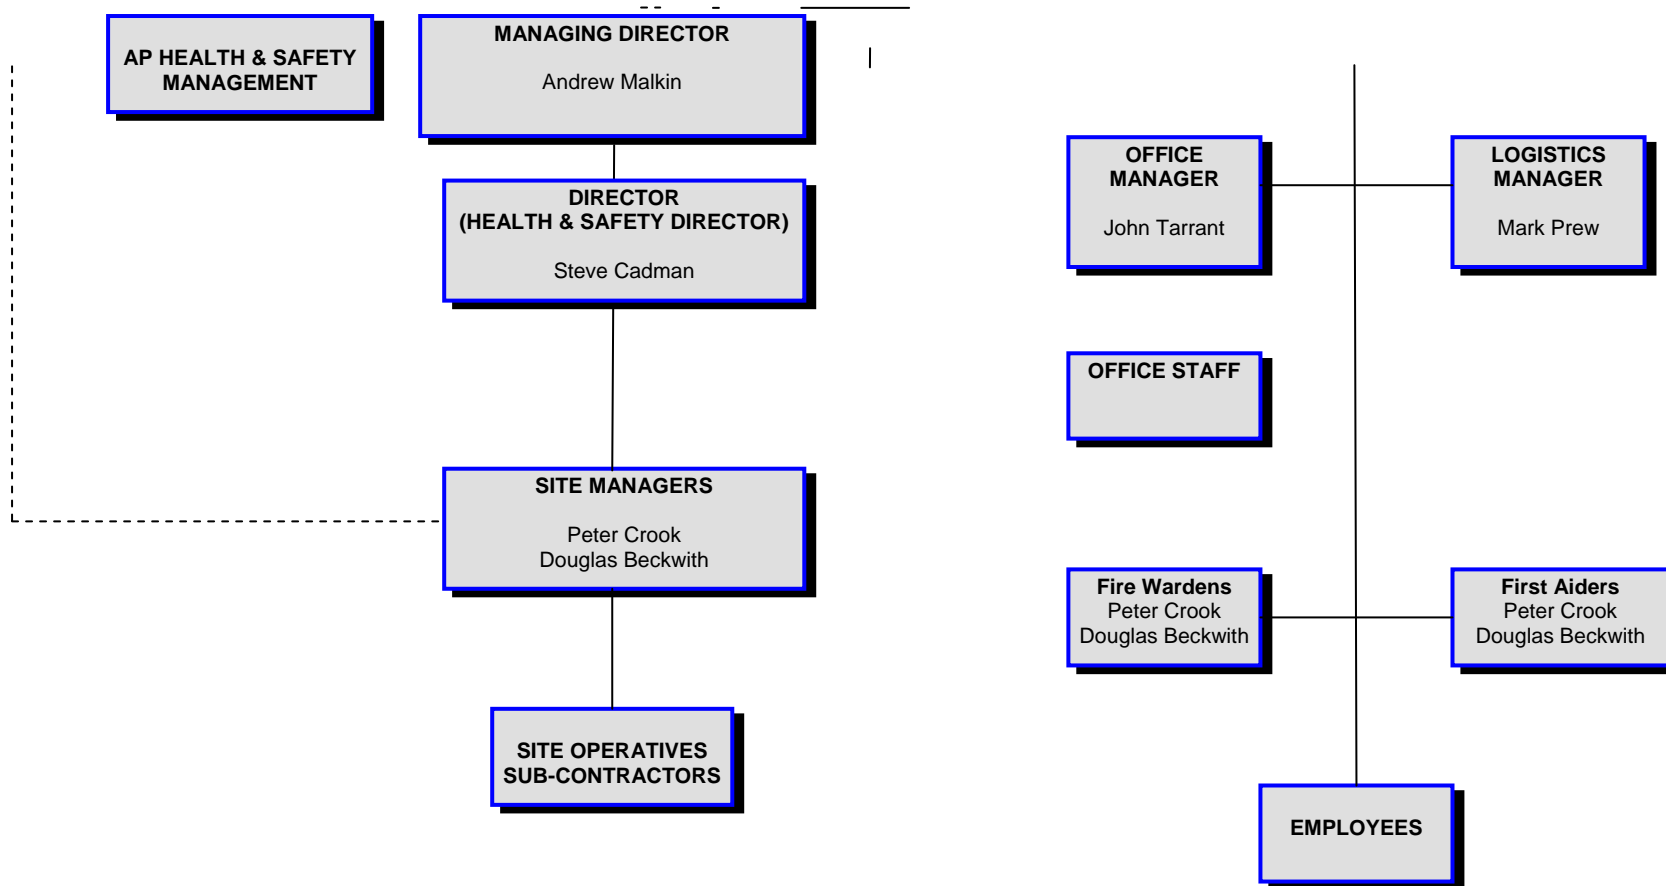 AP HEALTH & SAFETY
MANAGEMENT
MANAGING DIRECTOR
Andrew Malkin
DIRECTOR
(HEALTH & SAFETY DIRECTOR)
Steve Cadman
OFFICE
MANAGER
John Tarrant
LOGISTICS
MANAGER
Mark Prew
OFFICE STAFF
SITE MANAGERS
Peter Crook
Douglas Beckwith
Fire Wardens
Peter Crook
Douglas Beckwith
First Aiders
Peter Crook
Douglas Beckwith
SITE OPERATIVES
SUB-CONTRACTORS
EMPLOYEES